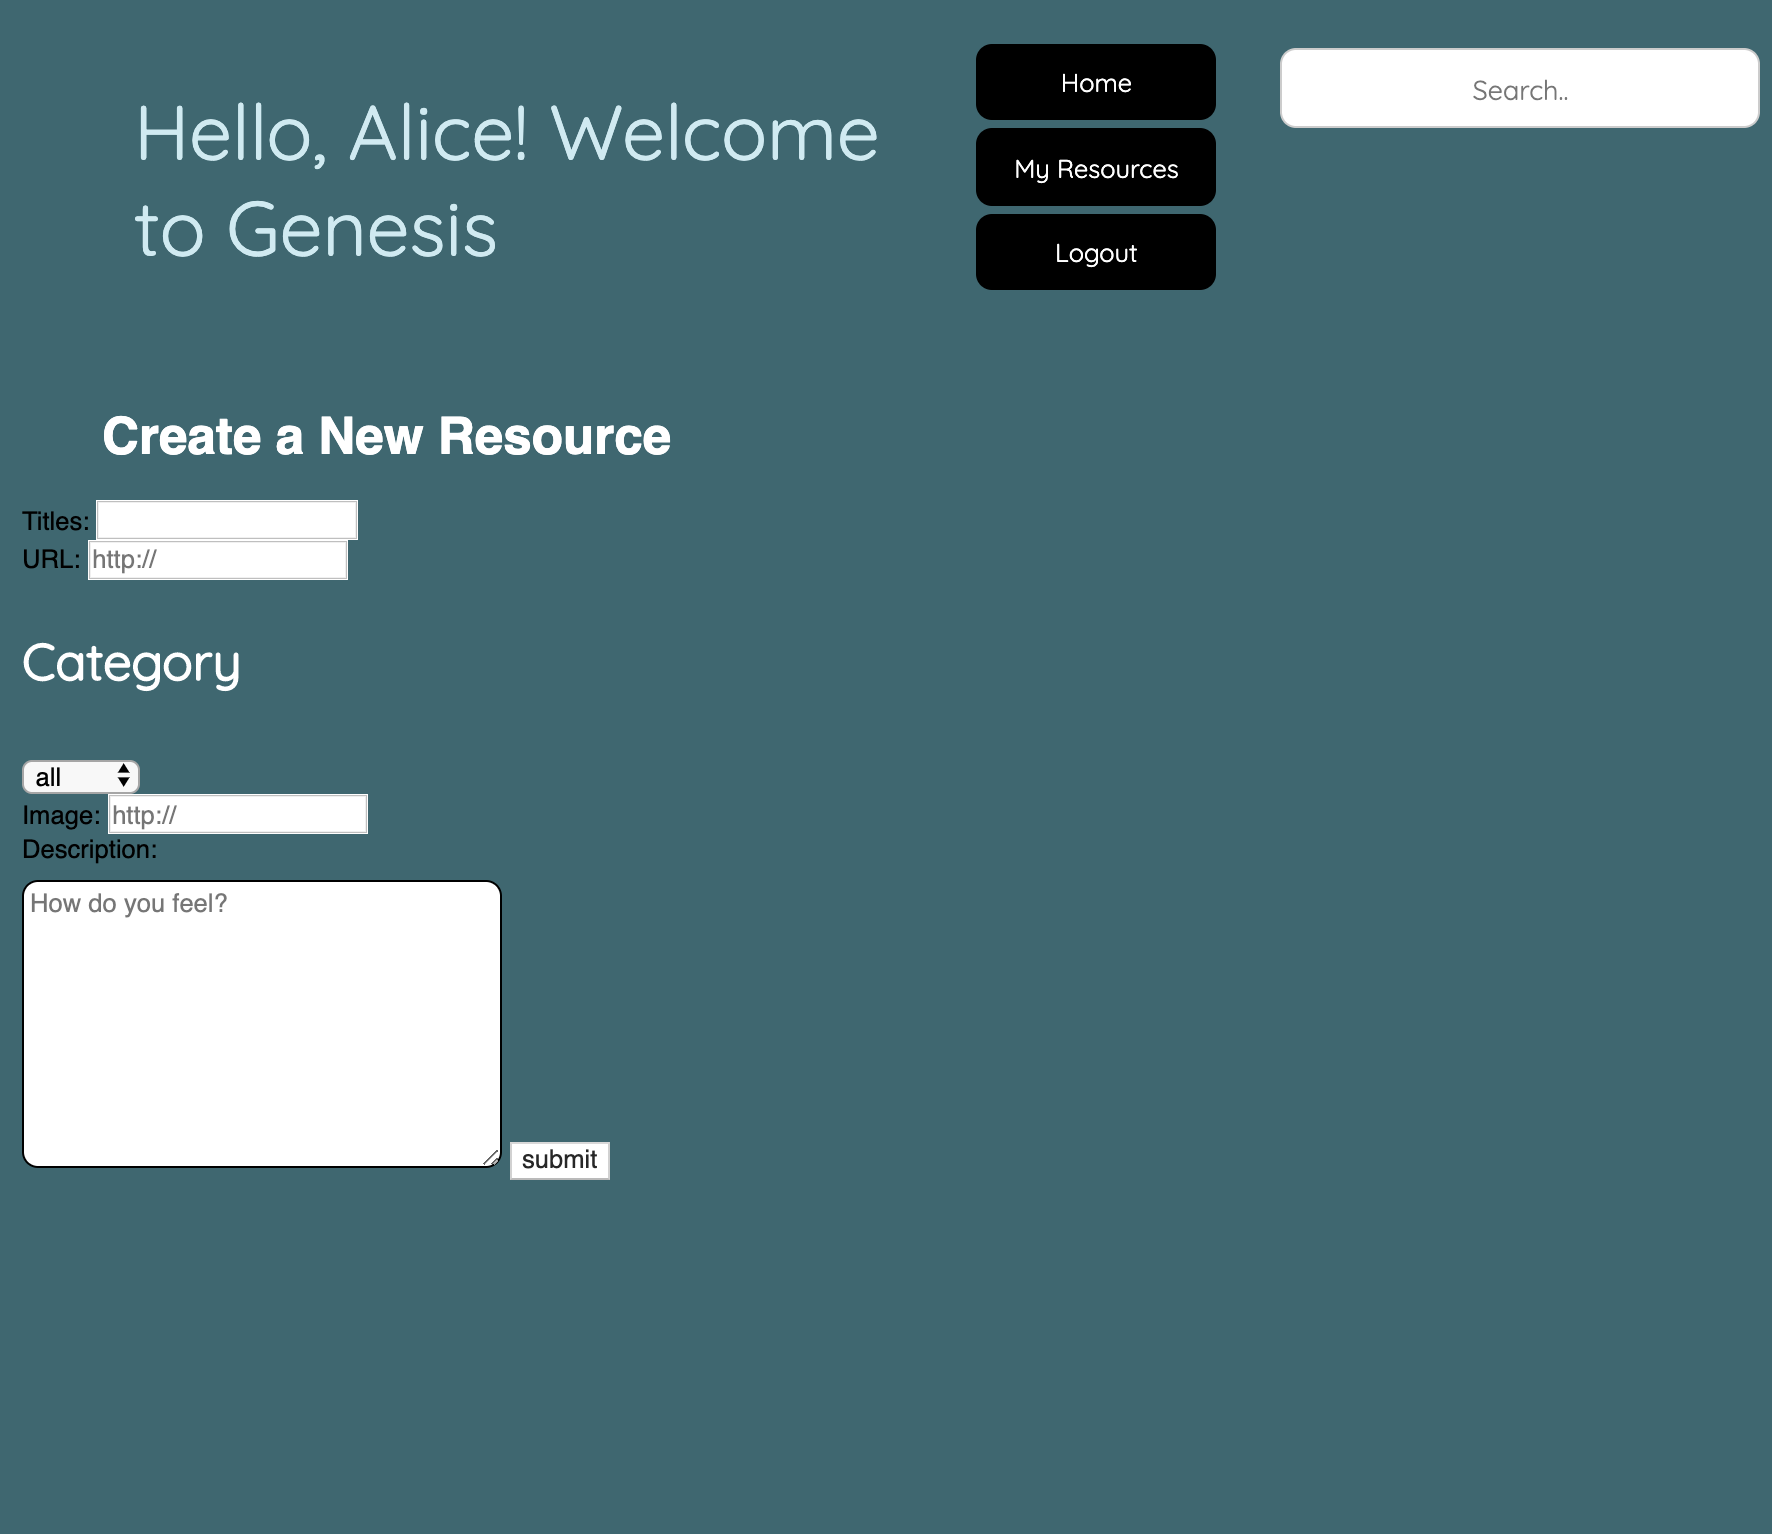 Hello, Alice! Welcome
to Genesis
Home
My Resources
Logout
Search..
Create a New Resource
Titles:
URL: http://
Category
all
Image: http://
Description:
How do you feel?
submit